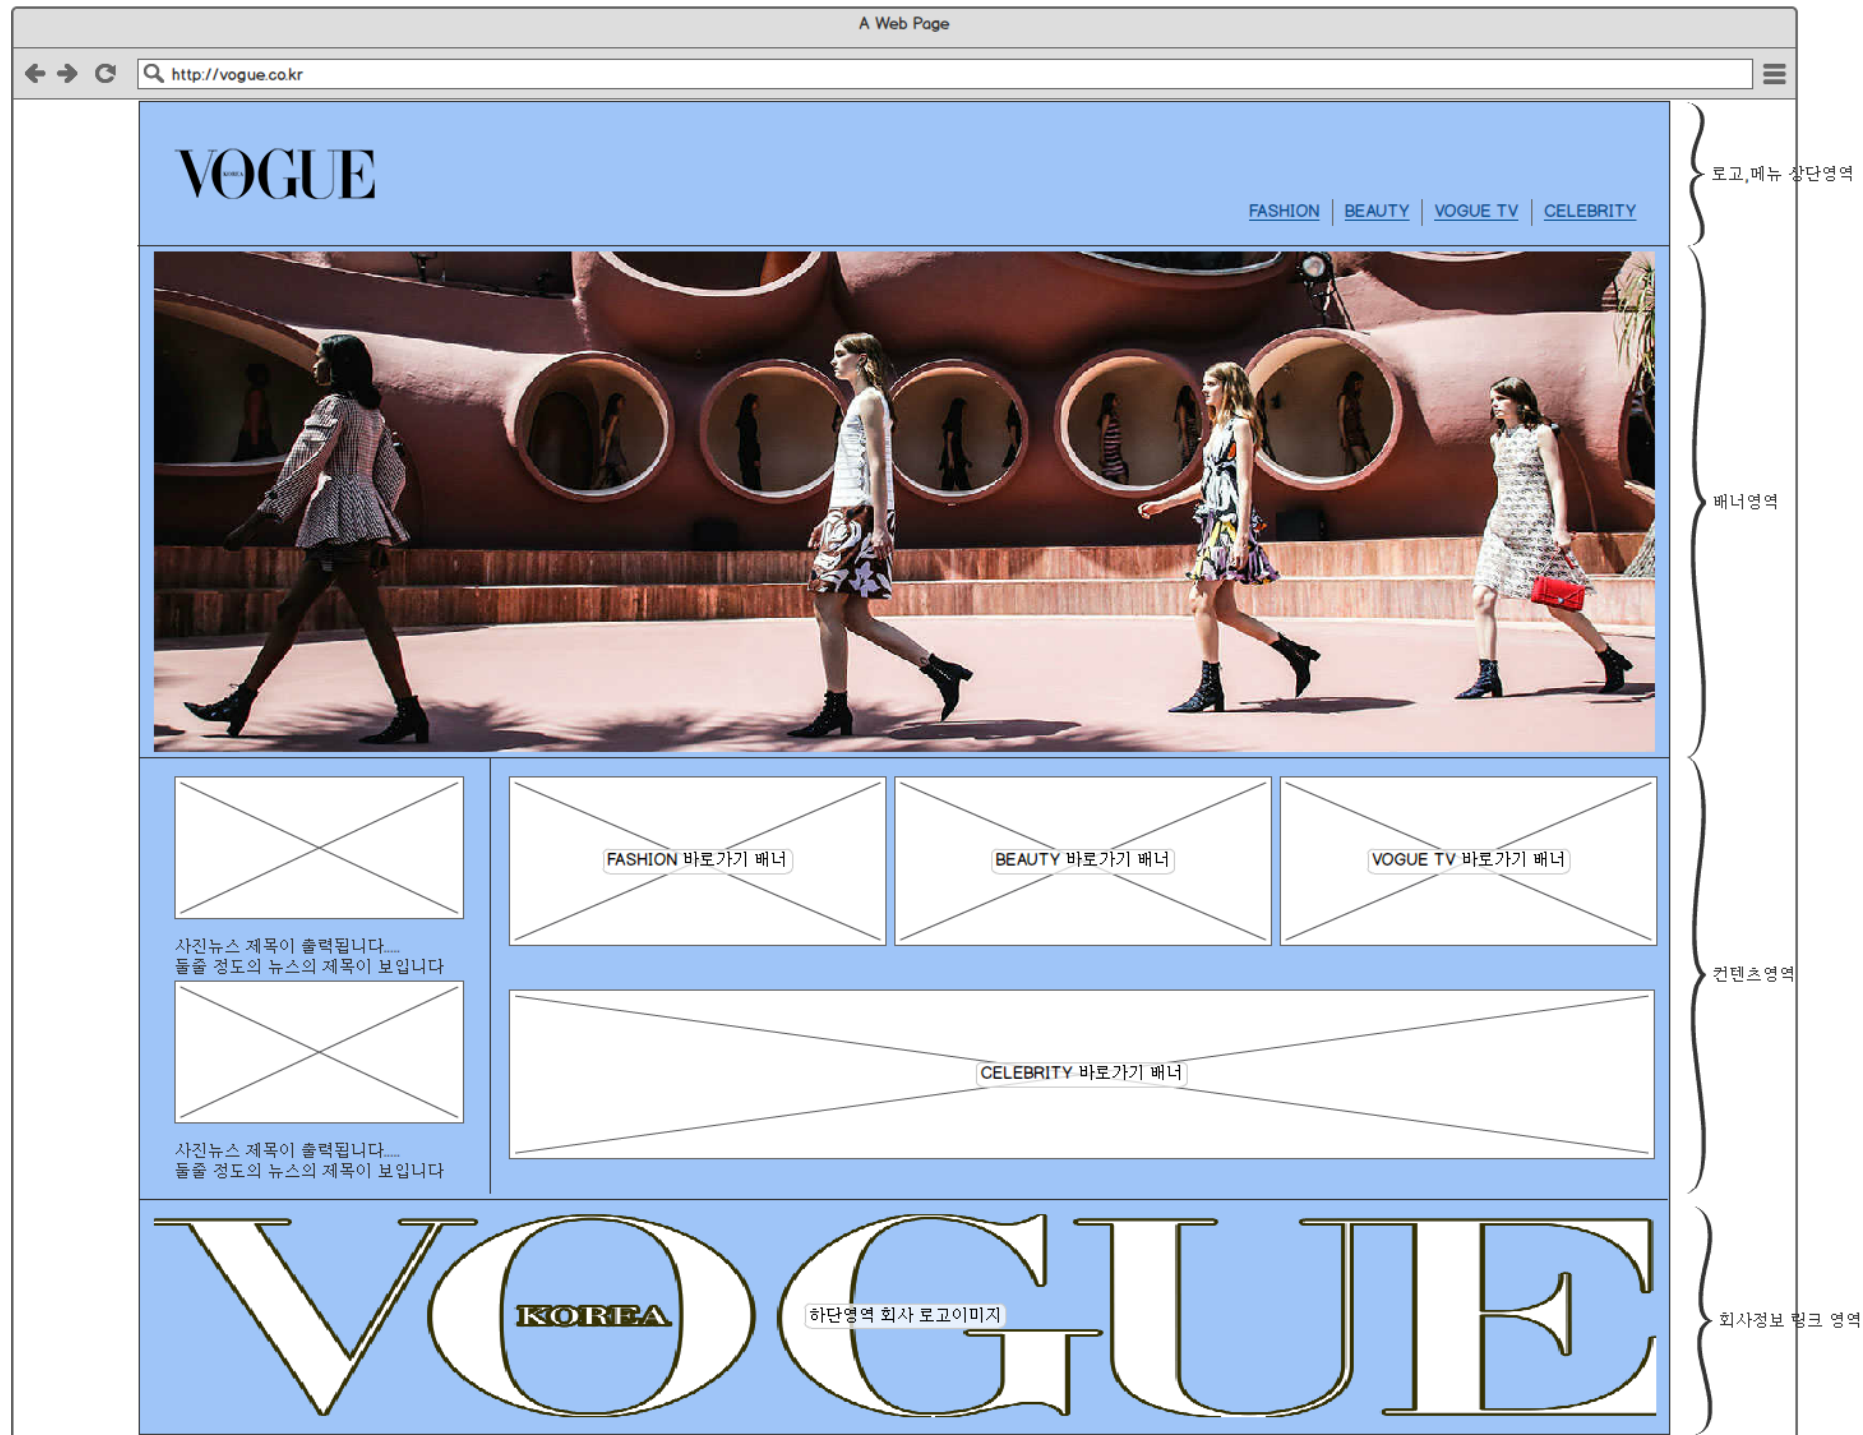 A Web Page
http://vogue.co.kr
VOGUE
KOREA
FASHION
BEAUTY
VOGUE TV
CELEBRITY
로고,메뉴 상단영역
배너영역
FASHION 바로가기 배너
BEAUTY 바로가기 배너
VOGUE TV 바로가기 배너
사진뉴스 제목이 출력됩니다.....
둘줄 정도의 뉴스의 제목이 보입니다
컨텐츠영역
CELEBRITY 바로가기 배너
사진뉴스 제목이 출력됩니다.....
둘줄 정도의 뉴스의 제목이 보입니다
VOGUE
KOREA
하단영역 회사 로고이미지
회사정보 링크 영역